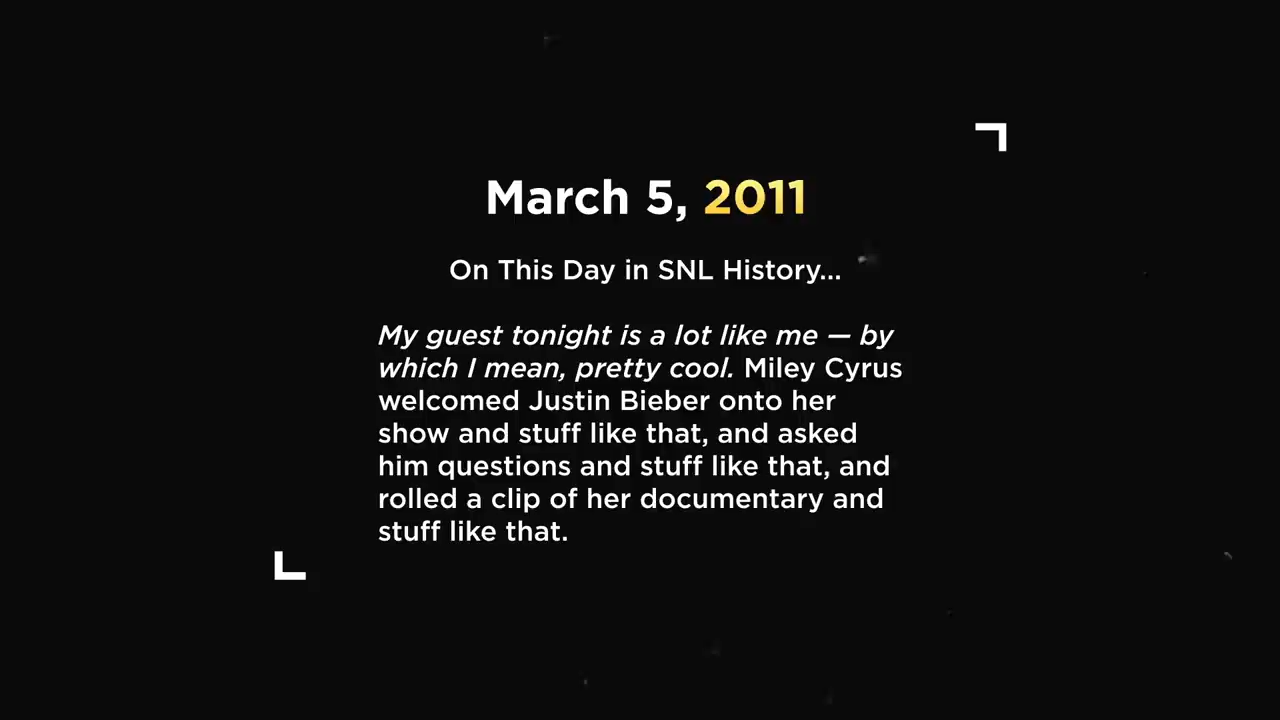 March 5, 2011
On This Day in SNL History...
My guest tonight is a lot like me — by
which I mean, pretty cool. Miley Cyrus
welcomed Justin Bieber onto her
show and stuff like that, and asked
him questions and stuff like that, and
rolled a clip of her documentary and
stuff like that.